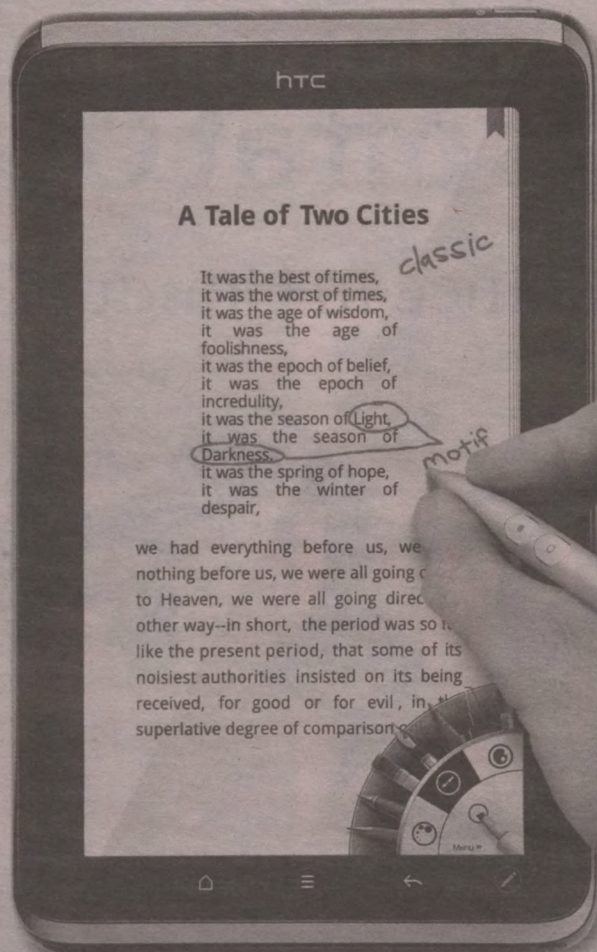 hTC
A Tale of Two Cities
classic
It was the best of times,
it was the worst of times,
it was the age of wisdom,
it was the age of
foolishness,
it was the epoch of belief,
it was the epoch of
incredulity,
it was the season of Light,
it was the season of
Darkness,
motif
it was the spring of hope,
it was the winter of
despair,
we had everything before us, we
nothing before us, we were all going
to Heaven, we were all going
other way--in short, the period was so
like the present period, that some of its
noisiest authorities insisted on its being
received, for good or for evil, in
superlative degree of comparison
Menu